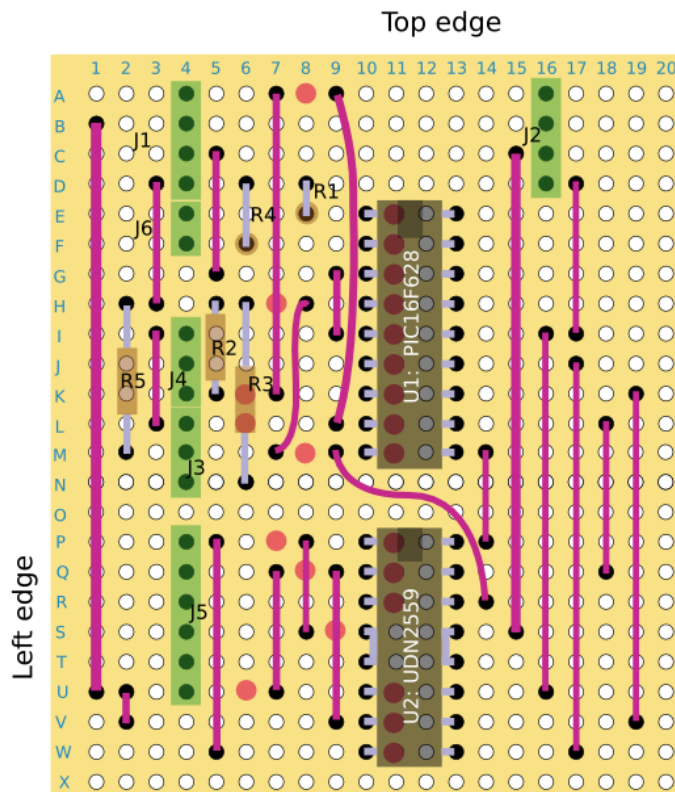 Top edge
1 2 3 4 5 6 7 8 9 10 11 12 13 14 15 16 17 18 19 20
A
B
J1
J2
C
D
R1
E
R4
F
J6
G
H
I
R2
J
R5
J4
R3
K
L
M
J3
N
O
P
Q
R
J5
S
T
U
V
W
X
Left edge
U1: PIC16F628
U2: UDN2559